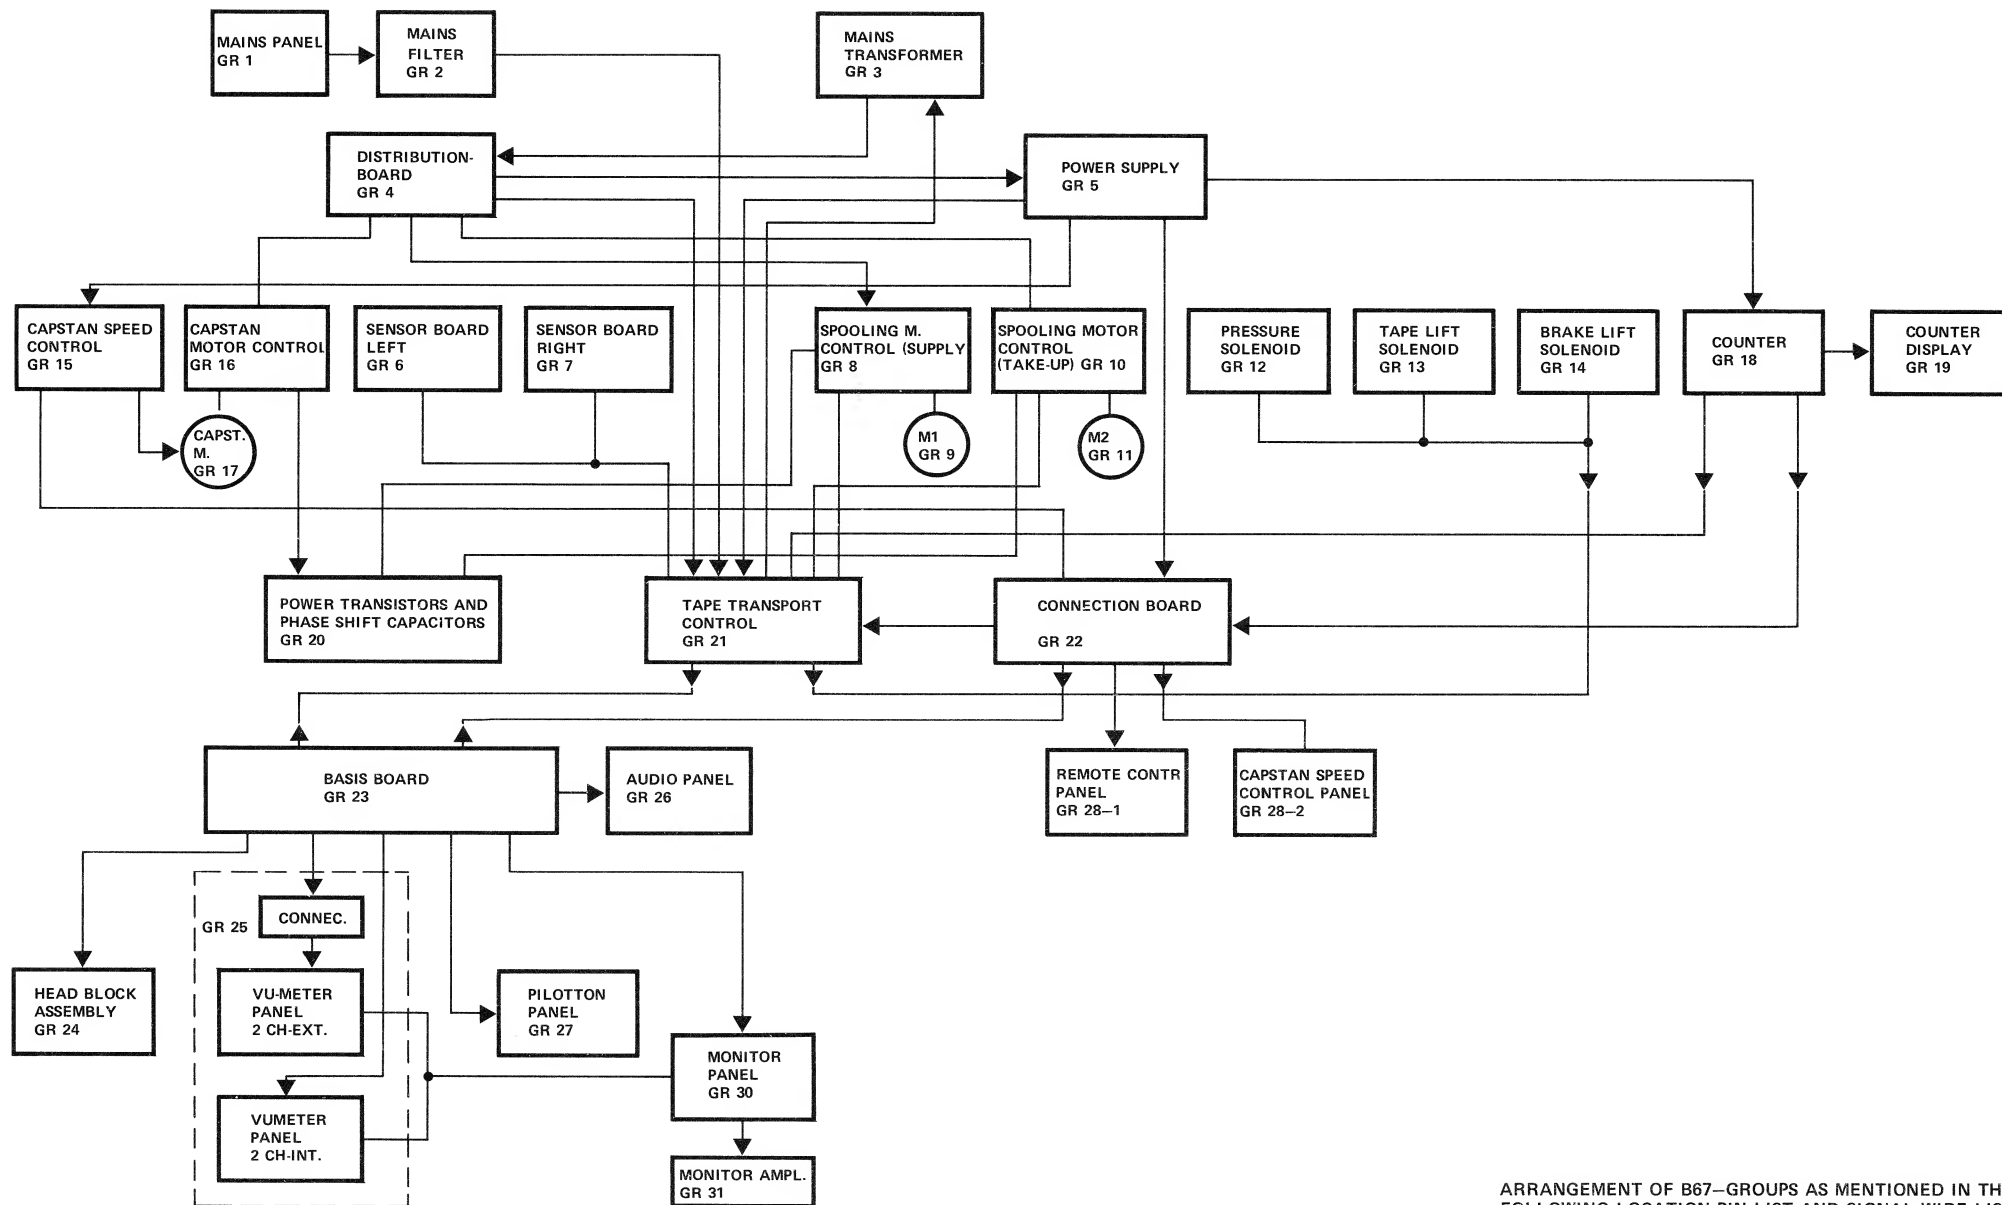 MAINS PANEL
GR 1
MAINS
FILTER
GR 2
MAINS
TRANSFORMER
GR 3
DISTRIBUTION-
BOARD
GR 4
POWER SUPPLY
GR 5
CAPSTAN SPEED
CONTROL
GR 15
CAPSTAN
MOTOR CONTROL
GR 16
SENSOR BOARD
LEFT
GR 6
SENSOR BOARD
RIGHT
GR 7
SPOOLING M.
CONTROL (SUPPLY
GR 8
SPOOLING MOTOR
CONTROL
(TAKE-UP) GR 10
PRESSURE
SOLENOID
GR 12
TAPE LIFT
SOLENOID
GR 13
BRAKE LIFT
SOLENOID
GR 14
COUNTER
GR 18
COUNTER
DISPLAY
GR 19
CAPST.
M.
GR 17
M1
GR 9
M2
GR 11
POWER TRANSISTORS AND
PHASE SHIFT CAPACITORS
GR 20
TAPE TRANSPORT
CONTROL
GR 21
CONNECTION BOARD
GR 22
BASIS BOARD
GR 23
AUDIO PANEL
GR 26
REMOTE CONTR
PANEL
GR 28–1
CAPSTAN SPEED
CONTROL PANEL
GR 28–2
GR 25
CONNEC.
HEAD BLOCK
ASSEMBLY
GR 24
VU-METER
PANEL
2 CH-EXT.
PILOTTON
PANEL
GR 27
MONITOR
PANEL
GR 30
VUMETER
PANEL
2 CH-INT.
MONITOR AMPL.
GR 31
ARRANGEMENT OF B67–GROUPS AS MENTIONED IN TH
FOLLOWING LOCATION PIN LIST AND SIGNAL WIRE LIS